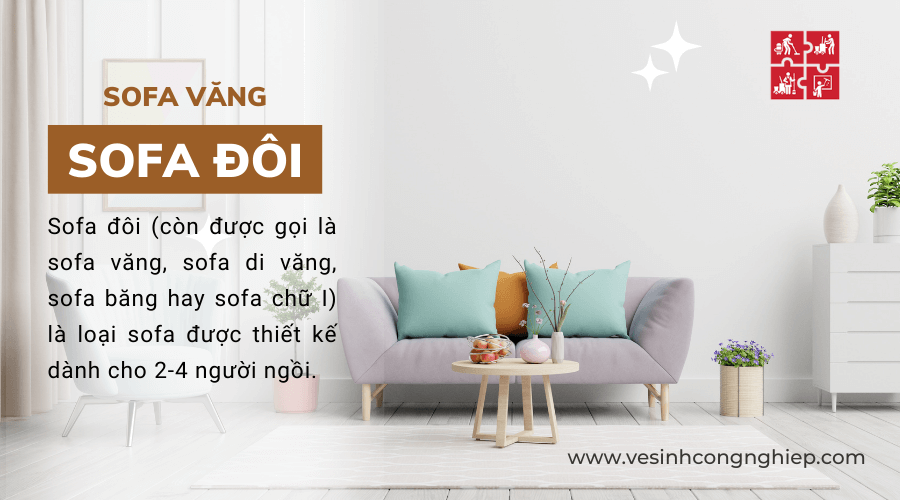 SOFA VĂNG
SOFA ĐÔI
Sofa đôi (còn được gọi là
sofa văng, sofa di văng,
sofa băng hay sofa chữ I)
là loại sofa được thiết kế
dành cho 2-4 người ngồi.
www.vesinhcongnghiep.com